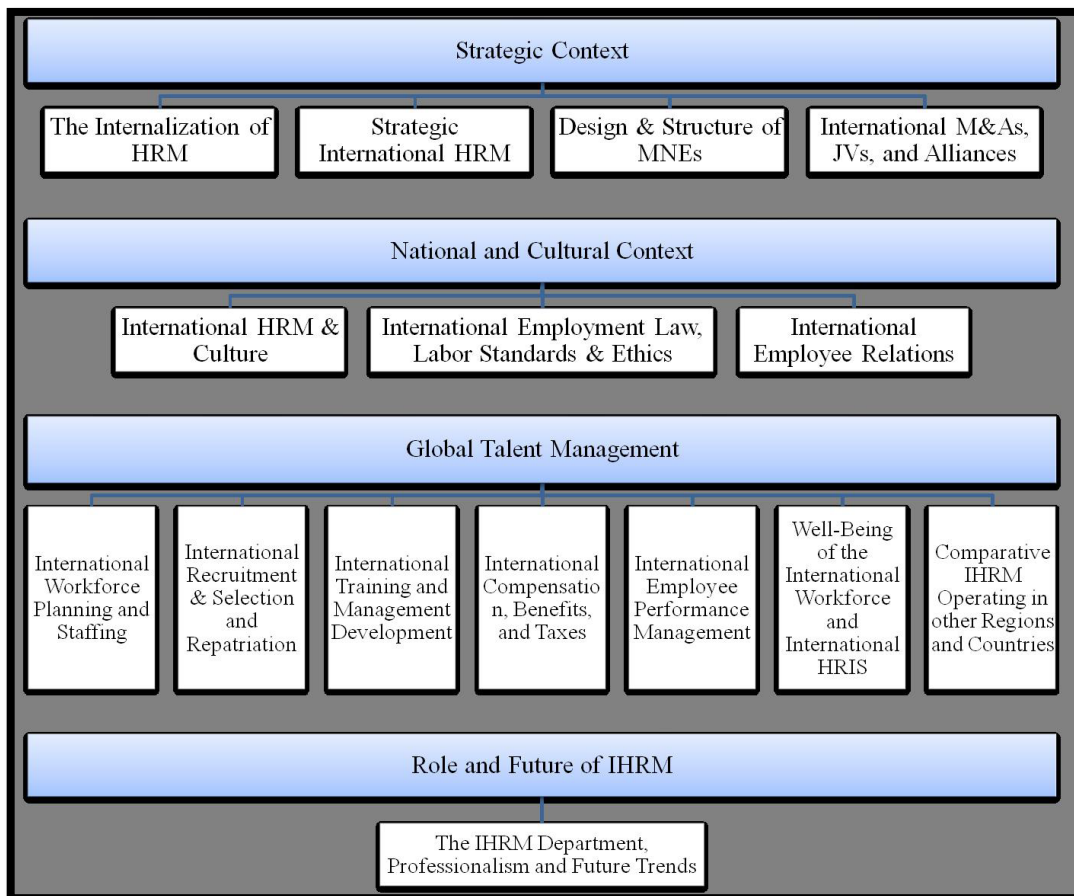 Strategic Context
The Internalization of
HRM
Strategic
International HRM
Design & Structure of
MNEs
International M&As,
JVs, and Alliances
National and Cultural Context
International HRM &
Culture
International Employment Law,
Labor Standards & Ethics
International
Employee Relations
Global Talent Management
International
Workforce
Planning and
Staffing
International
Recruitment
& Selection
and
Repatriation
International
Training and
Management
Development
International
Compensatio
n, Benefits,
and Taxes
International
Employee
Performance
Management
Well-Being
of the
International
Workforce
and
International
HRIS
Comparative
IHRM
Operating in
other Regions
and Countries
Role and Future of IHRM
The IHRM Department,
Professionalism and Future Trends